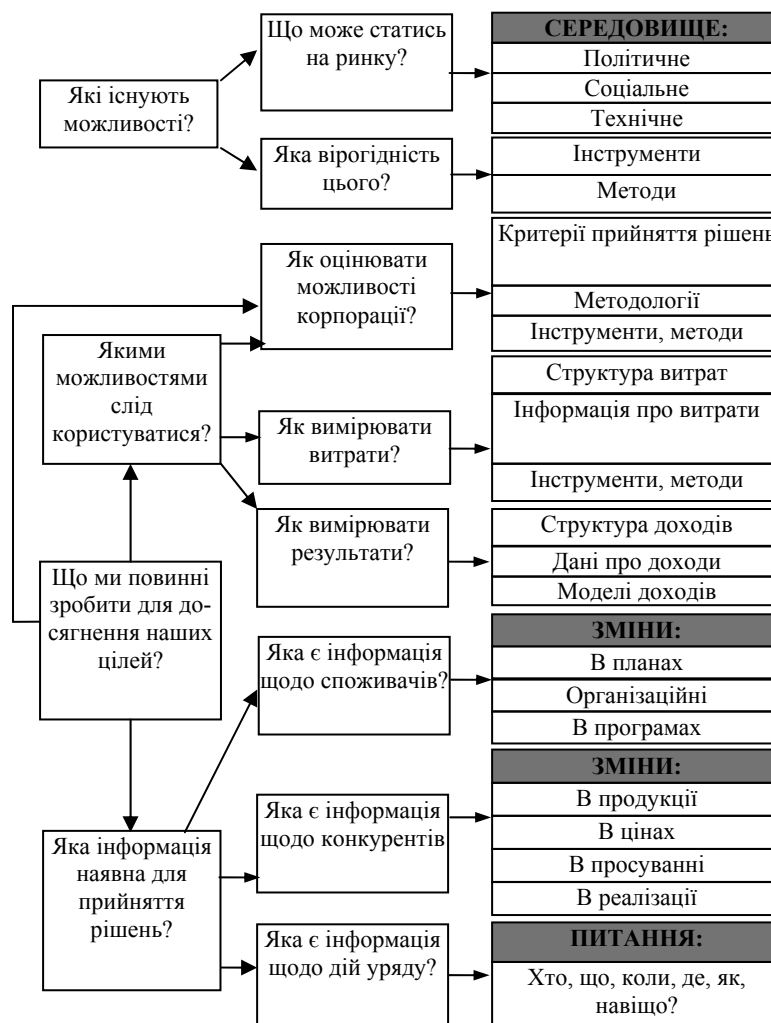 Що може статись
на ринку?
СЕРЕДОВИЩЕ:
Політичне
Соціальне
Технічне
Які існують
можливості?
Яка вірогідність
цього?
Інструменти
Методи
Як оцінювати
можливості
корпорації?
Критерії прийняття рішень
Методології
Інструменти, методи
Якими
можливостями
слід
користуватися?
Як вимірювати
витрати?
Структура витрат
Інформація про витрати
Інструменти, методи
Як вимірювати
результати?
Структура доходів
Дані про доходи
Моделі доходів
Що ми повинні
зробити для до-
сягнення наших
цілей?
Яка є інформація
щодо споживачів?
ЗМІНИ:
В планах
Організаційні
В програмах
Яка є інформація
щодо конкурентів
ЗМІНИ:
В продукції
В цінах
В просуванні
В реалізації
Яка інформація
наявна для
прийняття
рішень?
Яка є інформація
щодо дій уряду?
ПИТАННЯ:
Хто, що, коли, де, як,
навіщо?